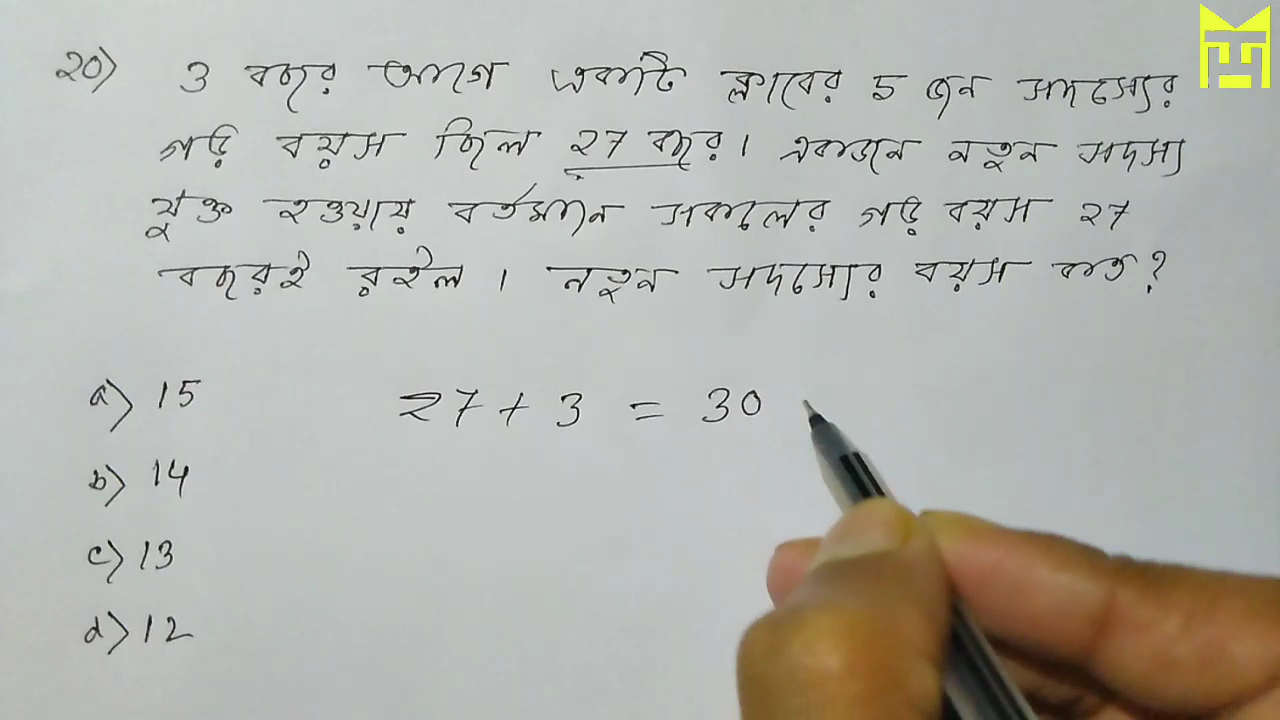 20) 3 বছর আগে একটি ক্লাবের 5 জন সদস্যের
গড় বয়স ছিল 27 বছর। একজন নতুন সদস্য
যুক্ত হওয়ায় বর্তমান সকলের গড় বয়স 27
বছরই রইল। নতুন সদস্যের বয়স কত?
a) 15
27 + 3 = 30
b) 14
c) 13
d) 12